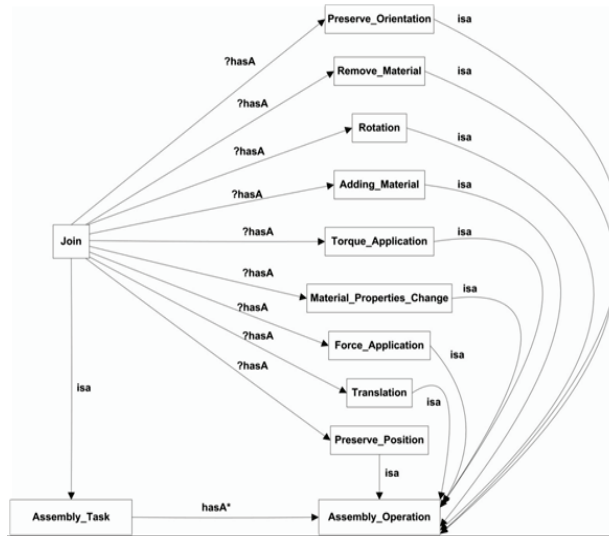 Preserve_Orientation
isa
?hasA
Remove_Material
isa
?hasA
Rotation
isa
?hasA
Adding_Material
isa
?hasA
Torque_Application
isa
?hasA
Join
Material_Properties_Change
isa
?hasA
Force_Application
isa
?hasA
Translation
isa
?hasA
Preserve_Position
?hasA
isa
isa
Assembly_Task
hasA*
Assembly_Operation